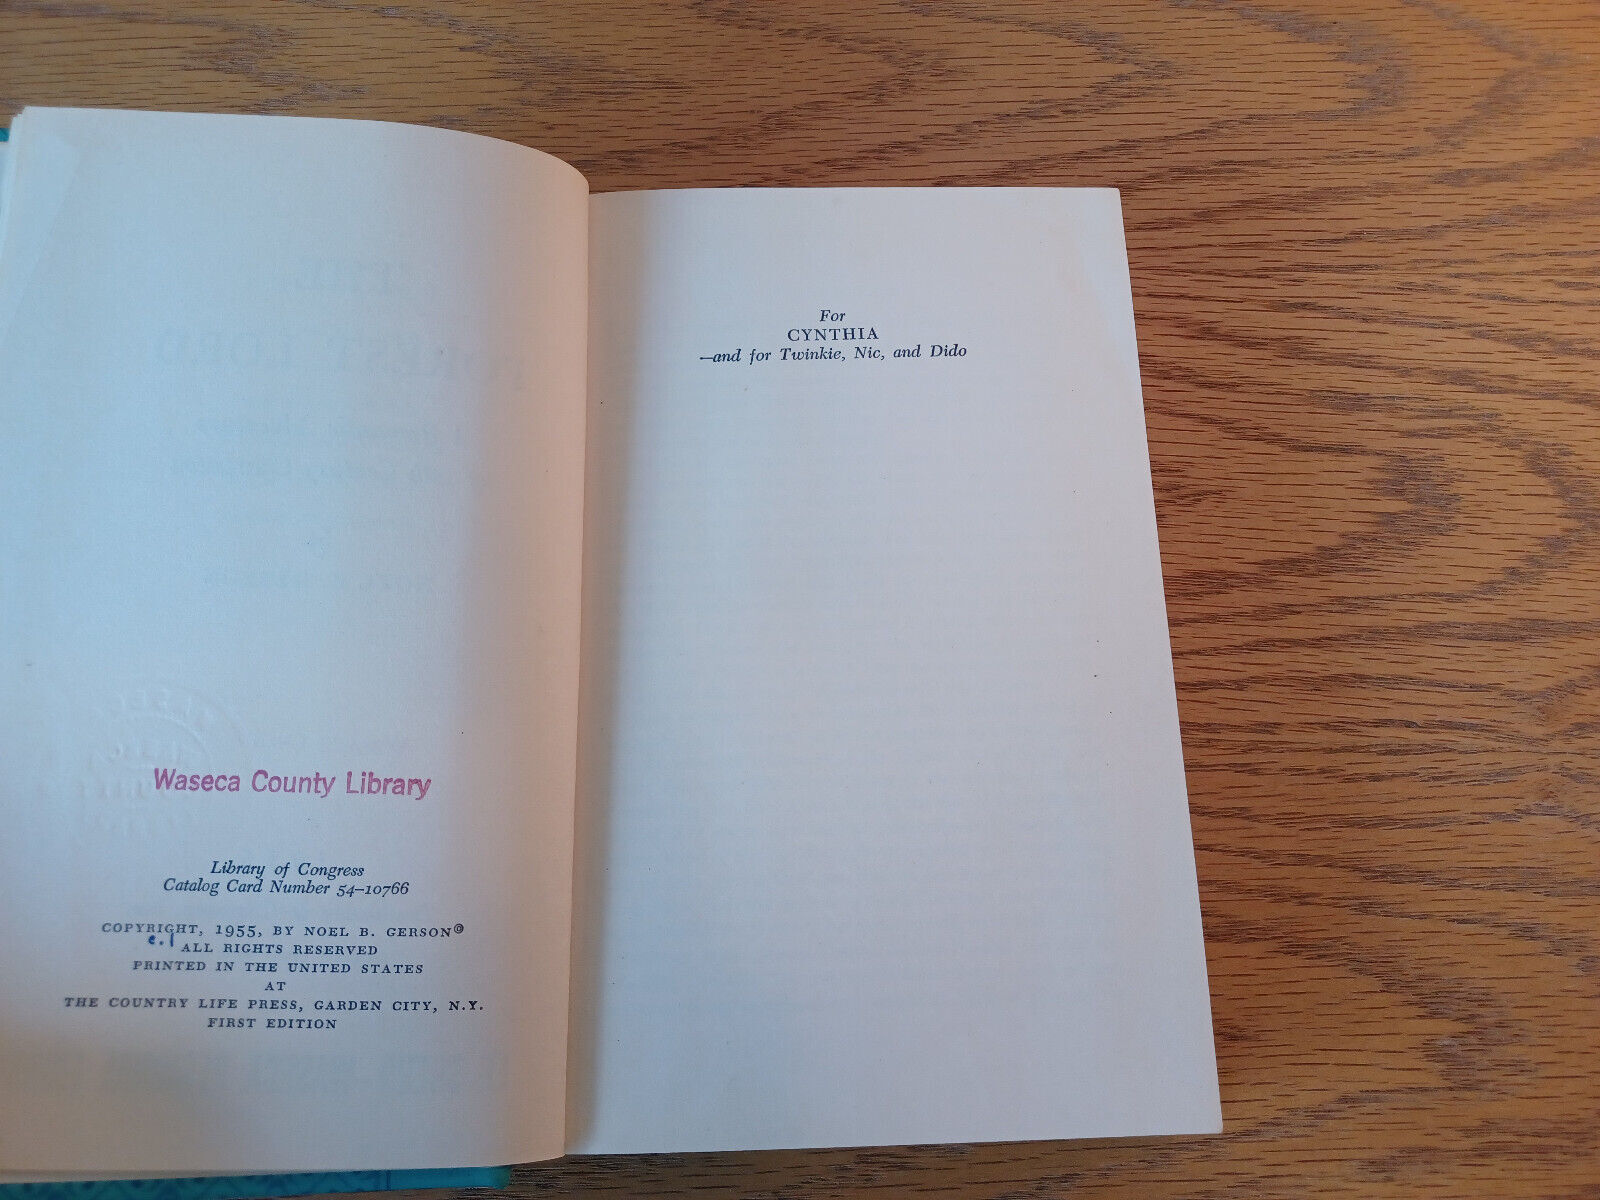 Waseca County Library
Library of Congress
Catalog Card Number 54–10766
COPYRIGHT, 1955, BY NOEL B. GERSON©
c.1
ALL RIGHTS RESERVED
PRINTED IN THE UNITED STATES
AT
THE COUNTRY LIFE PRESS, GARDEN CITY, N.Y.
FIRST EDITION
For
CYNTHIA
—and for Twinkie, Nic, and Dido